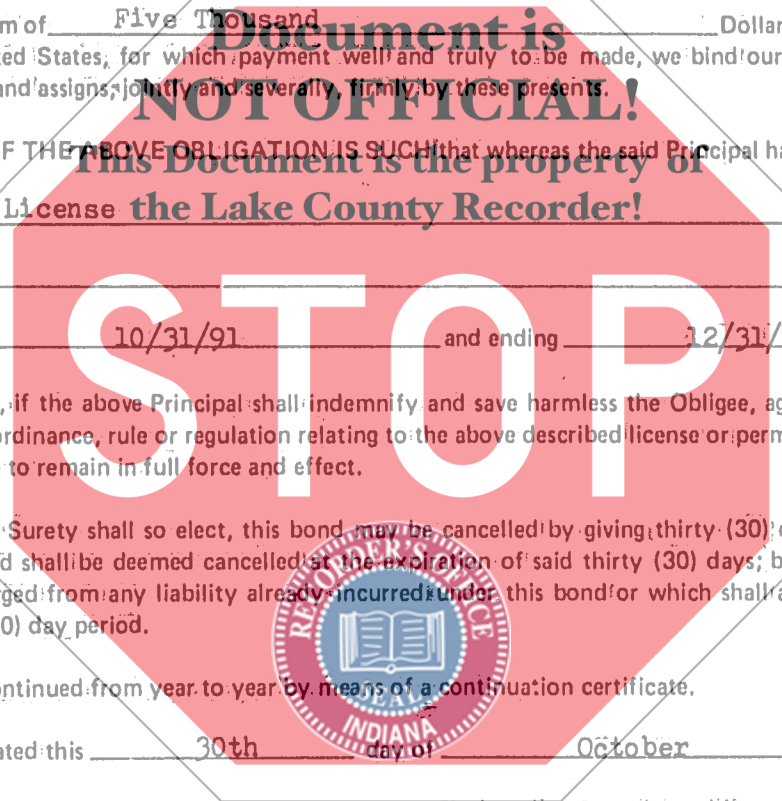 m of Five Thousand Dollar
Document is
ed States, for which payment well and truly to be made, we bind our
and assigns, jointly and severally, firmly by these presents.
NOT OFFICIAL!
F THE ABOVE OBLIGATION IS SUCH that whereas the said Principal ha
This Document is the property of
License
the Lake County Recorder!
STOP
10/31/91 and ending 12/31/
, if the above Principal shall indemnify and save harmless the Obligee, ag
rdinance, rule or regulation relating to the above described license or perm
to remain in full force and effect.
Surety shall so elect, this bond may be cancelled by giving thirty (30)
d shall be deemed cancelled at the expiration of said thirty (30) days; b
ged from any liability already incurred under this bond or which shall a
0) day period.
RECORDER'S OFFICE
SEAL
INDIANA
ontinued from year to year by means of a continuation certificate.
ated this 30th day of October